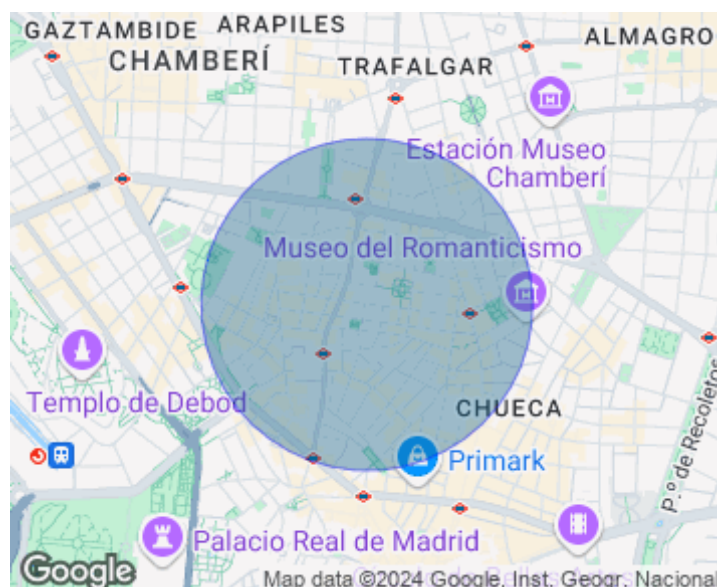 GAZTAMBIDE
ARAPILES
CHAMBERÍ
ALMAGRO
TRAFALGAR
Estación Museo
Chamberí
Museo del Romanticismo
Templo de Debod
CHUECA
Primark
P.º de Recoletos
Palacio Real de Madrid
Google
Map data ©2024 Google, Inst. Geogr. Nacional